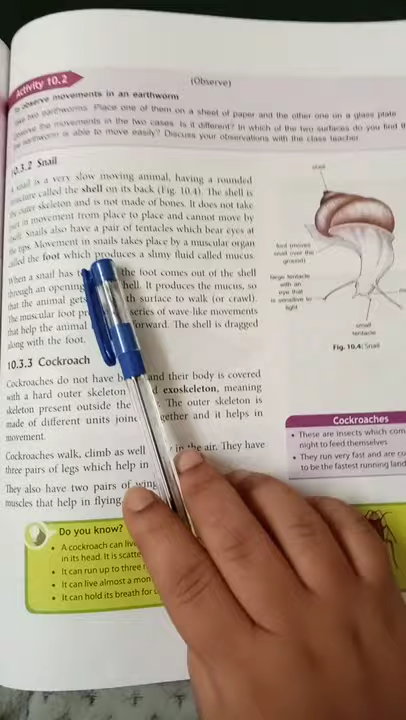 Activity 10.2
(Observe)
To observe movements in an earthworm
two earthworms. Place one of them on a sheet of paper and the other one on a glass plate
the movements in the two cases. Is it different? In which of the two surfaces do you find
earthworm is able to move easily? Discuss your observations with the class teacher
10.3.2 Snail
A snail is a very slow moving animal, having a rounded
structure called the shell on its back (Fig. 10.4). The shell is
the outer skeleton and is not made of bones. It does not take
part in movement from place to place and cannot move by
itself. Snails also have a pair of tentacles which bear eyes at
the tips. Movement in snails takes place by a muscular organ
called the foot which produces a slimy fluid called mucus.
When a snail has the foot comes out of the shell
through an opening shell. It produces the mucus, so
that the animal gets surface to walk (or crawl).
The muscular foot series of wave-like movements
that help the animal forward. The shell is dragged
along with the foot.
shell
foot (moves
snail over the
ground)
large tentacle
with an
eye that
is sensitive to
light
small
tentacle
Fig. 10.4: Snail
10.3.3 Cockroach
Cockroaches do not have and their body is covered
with a hard outer skeleton exoskeleton, meaning
skeleton present outside the The outer skeleton is
made of different units and it helps in
movement.
Cockroaches walk, climb as well in the air. They have
three pairs of legs which help in
They also have two pairs of
muscles that help in flying.
Cockroaches
• These are insects which
night to feed themselves
• They run very fast and are
to be the fastest running
Do you know?
• A cockroach can
in its head. It is
• It can run up to three
• It can live almost a
• It can hold its breath for